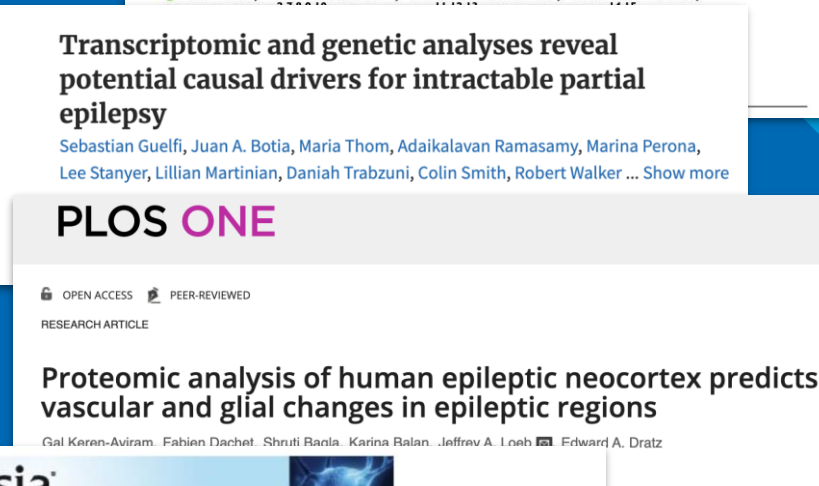 Transcriptomic and genetic analyses reveal
potential causal drivers for intractable partial
epilepsy
Sebastian Guelfi, Juan A. Botia, Maria Thom, Adaikalavan Ramasamy, Marina Perona,
Lee Stanyer, Lillian Martinian, Daniah Trabzuni, Colin Smith, Robert Walker ... Show more
PLOS ONE
OPEN ACCESS PEER-REVIEWED
RESEARCH ARTICLE
Proteomic analysis of human epileptic neocortex predicts
vascular and glial changes in epileptic regions
Gal Keren-Aviram, Fabien Dachet, Shruti Bagla, Karina Balan, Jeffrey A. Loeb, Edward A. Dratz